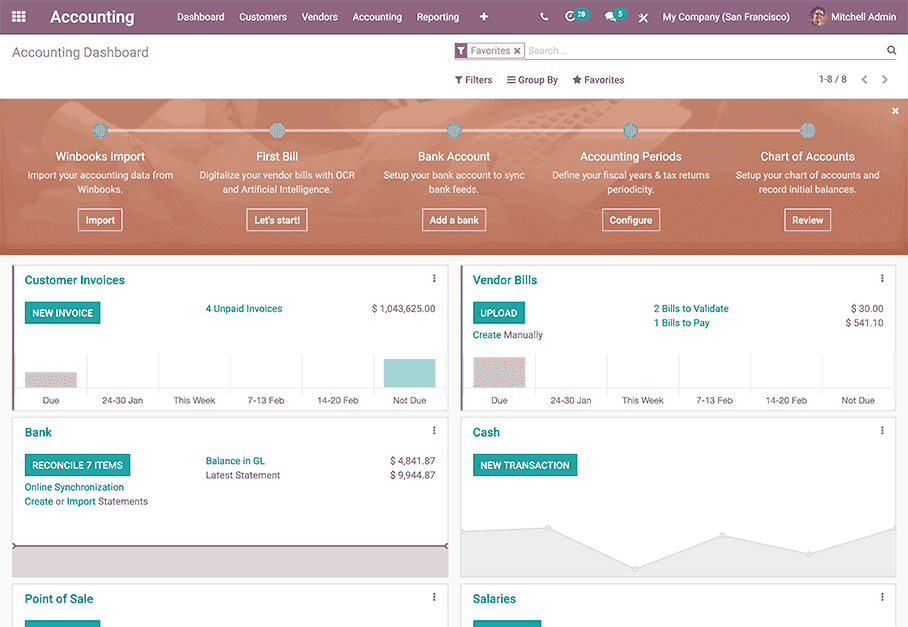 Accounting Dashboard Customers Vendors Accounting Reporting + 28 5 My Company (San Francisco) Mitchell Admin
Accounting Dashboard
Favorites × Search...
Filters Group By Favorites 1-8 / 8
Winbooks Import
Import your accounting data from
Winbooks.
Import
First Bill
Digitalize your vendor bills with OCR
and Artificial Intelligence.
Let's start!
Bank Account
Setup your bank account to sync
bank feeds.
Add a bank
Accounting Periods
Define your fiscal years & tax returns
periodicity.
Configure
Chart of Accounts
Setup your chart of accounts and
record initial balances.
Review
Customer Invoices
NEW INVOICE
4 Unpaid Invoices $ 1,043,625.00
Due 24-30 Jan This Week 7-13 Feb 14-20 Feb Not Due
Vendor Bills
UPLOAD
Create Manually
2 Bills to Validate $ 30.00
1 Bills to Pay $ 541.10
Due 24-30 Jan This Week 7-13 Feb 14-20 Feb Not Due
Bank
RECONCILE 7 ITEMS
Online Synchronization
Create or Import Statements
Balance in GL $ 4,841.87
Latest Statement $ 9,944.87
Cash
NEW TRANSACTION
Point of Sale
Salaries